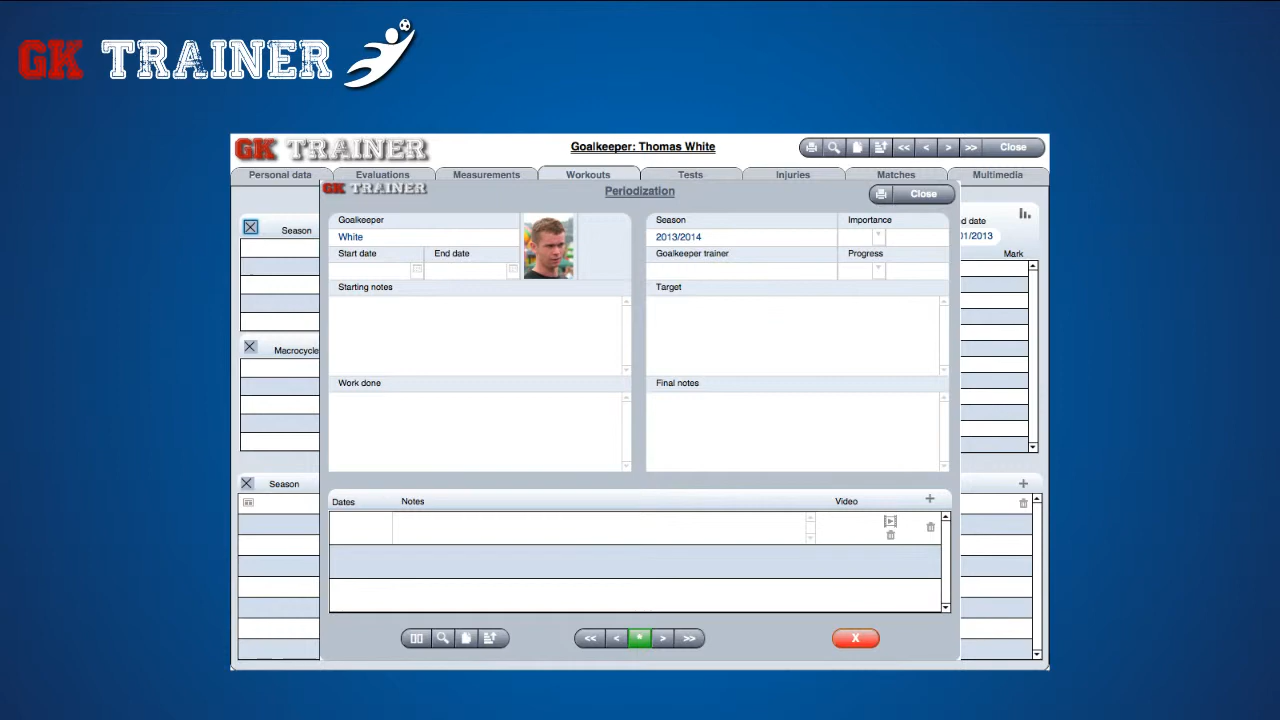 GK TRAINER
GK TRAINER
Goalkeeper: Thomas White
<< < > >> Close
Personal data Evaluations Measurements Workouts Tests Injuries Matches Multimedia
GK TRAINER
Periodization
Close
Goalkeeper
White
Start date End date
Season
2013/2014
Importance
Goalkeeper trainer
Progress
Starting notes
Target
Work done
Final notes
Season
Macrocycle
Season
nd date
01/2013
Mark
Dates Notes Video +
+
<< < * > >>
X